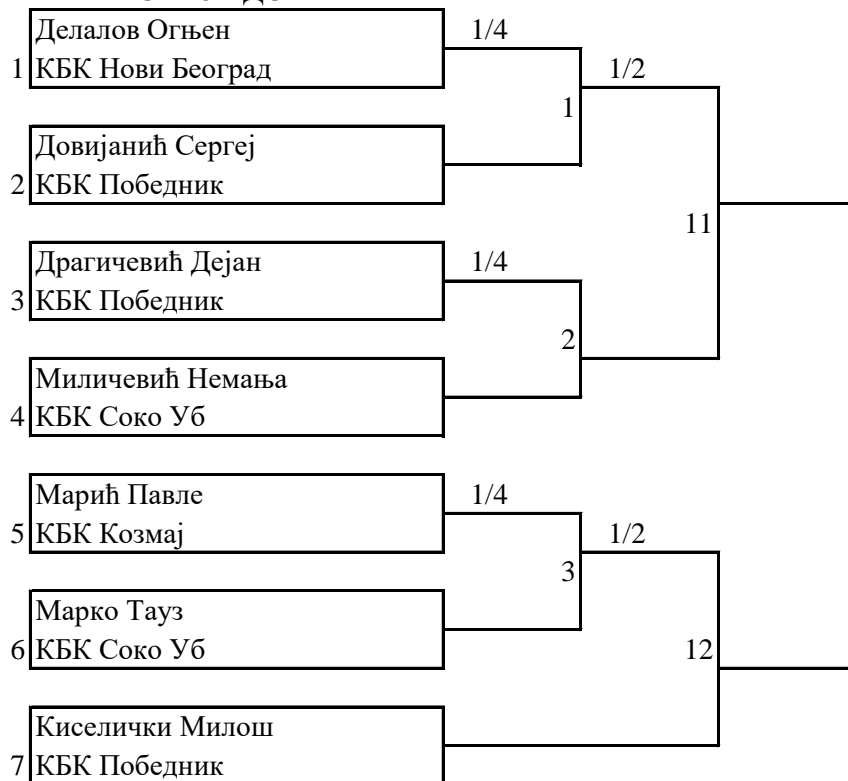 Делалов Огњен
1/4
1 КБК Нови Београд
1/2
1
Довијанић Сергеј
2 КБК Победник
11
Драгичевић Дејан
1/4
3 КБК Победник
2
Миличевић Немања
4 КБК Соко Уб
Марић Павле
1/4
5 КБК Козмај
1/2
3
Марко Тауз
6 КБК Соко Уб
12
Киселички Милош
7 КБК Победник